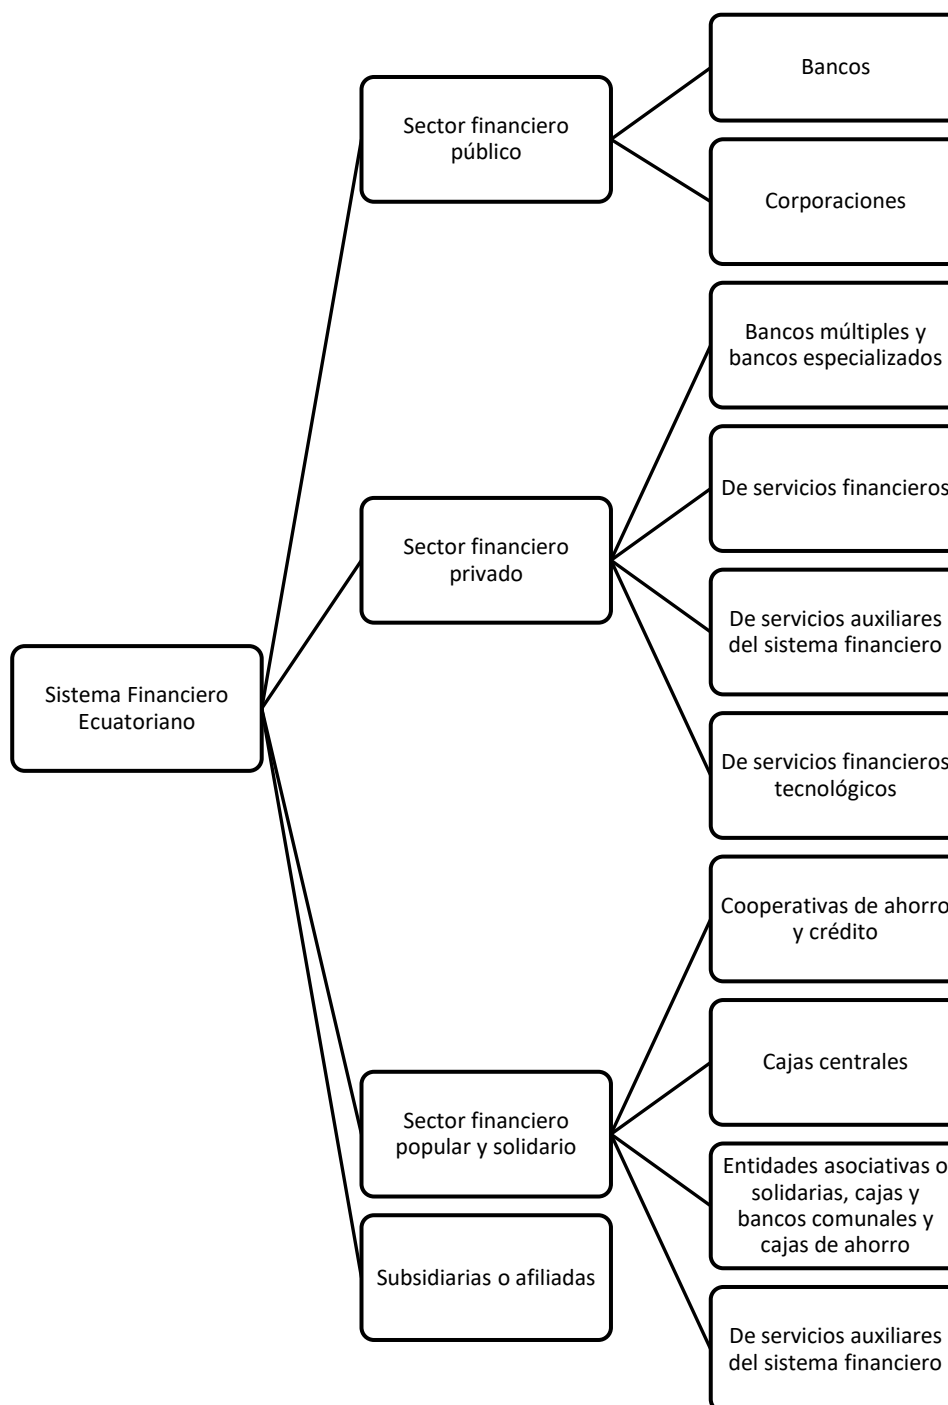 Sistema Financiero
Ecuatoriano
Sector financiero
público
Bancos
Corporaciones
Sector financiero
privado
Bancos múltiples y
bancos especializados
De servicios financieros
De servicios auxiliares
del sistema financiero
De servicios financieros
tecnológicos
Sector financiero
popular y solidario
Cooperativas de ahorro
y crédito
Cajas centrales
Entidades asociativas o
solidarias, cajas y
bancos comunales y
cajas de ahorro
De servicios auxiliares
del sistema financiero
Subsidiarias o afiliadas